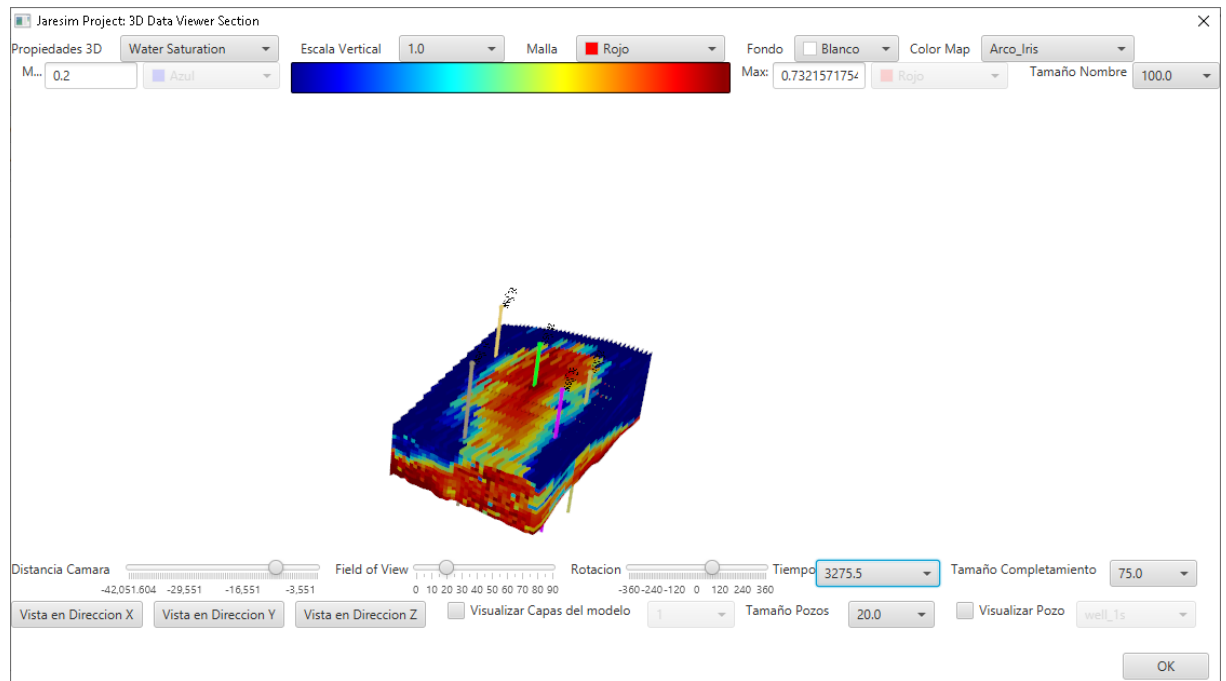 Jaresim Project: 3D Data Viewer Section
Propiedades 3D Water Saturation Escala Vertical 1.0 Malla Rojo Fondo Blanco Color Map Arco_Iris
M... 0.2 Azul Max: 0.7321571754 Rojo Tamaño Nombre 100.0
Distancia Camara Field of View Rotacion Tiempo 3275.5 Tamaño Completamiento 75.0
-42,051.604 -29,551 -16,551 -3,551 0 10 20 30 40 50 60 70 80 90 -360-240-120 0 120 240 360
Vista en Direccion X Vista en Direccion Y Vista en Direccion Z Visualizar Capas del modelo 1 Tamaño Pozos 20.0 Visualizar Pozo well_1s
OK